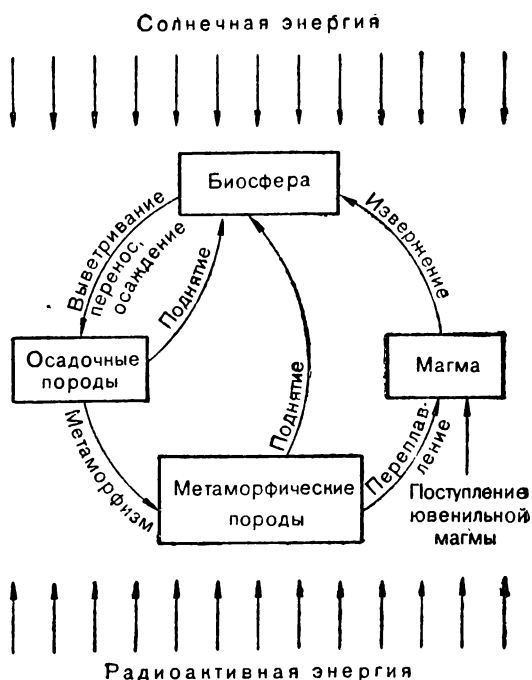 Солнечная энергия
Биосфера
Выветривание
перенос,
осаждение
Поднятие
Извержение
Осадочные
породы
Магма
Поднятие
Метаморфизм
Метаморфические
породы
Переплав-
ление
Поступление
ювенильной
магмы
Радиоактивная энергия